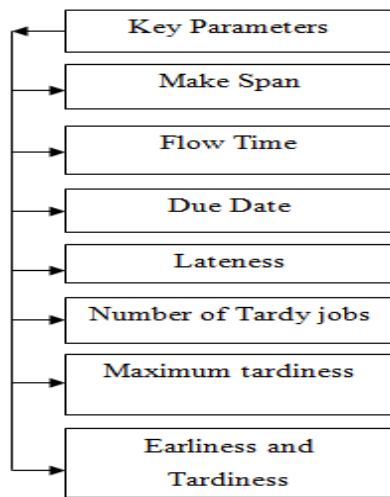 Key Parameters
Make Span
Flow Time
Due Date
Lateness
Number of Tardy jobs
Maximum tardiness
Earliness and
Tardiness